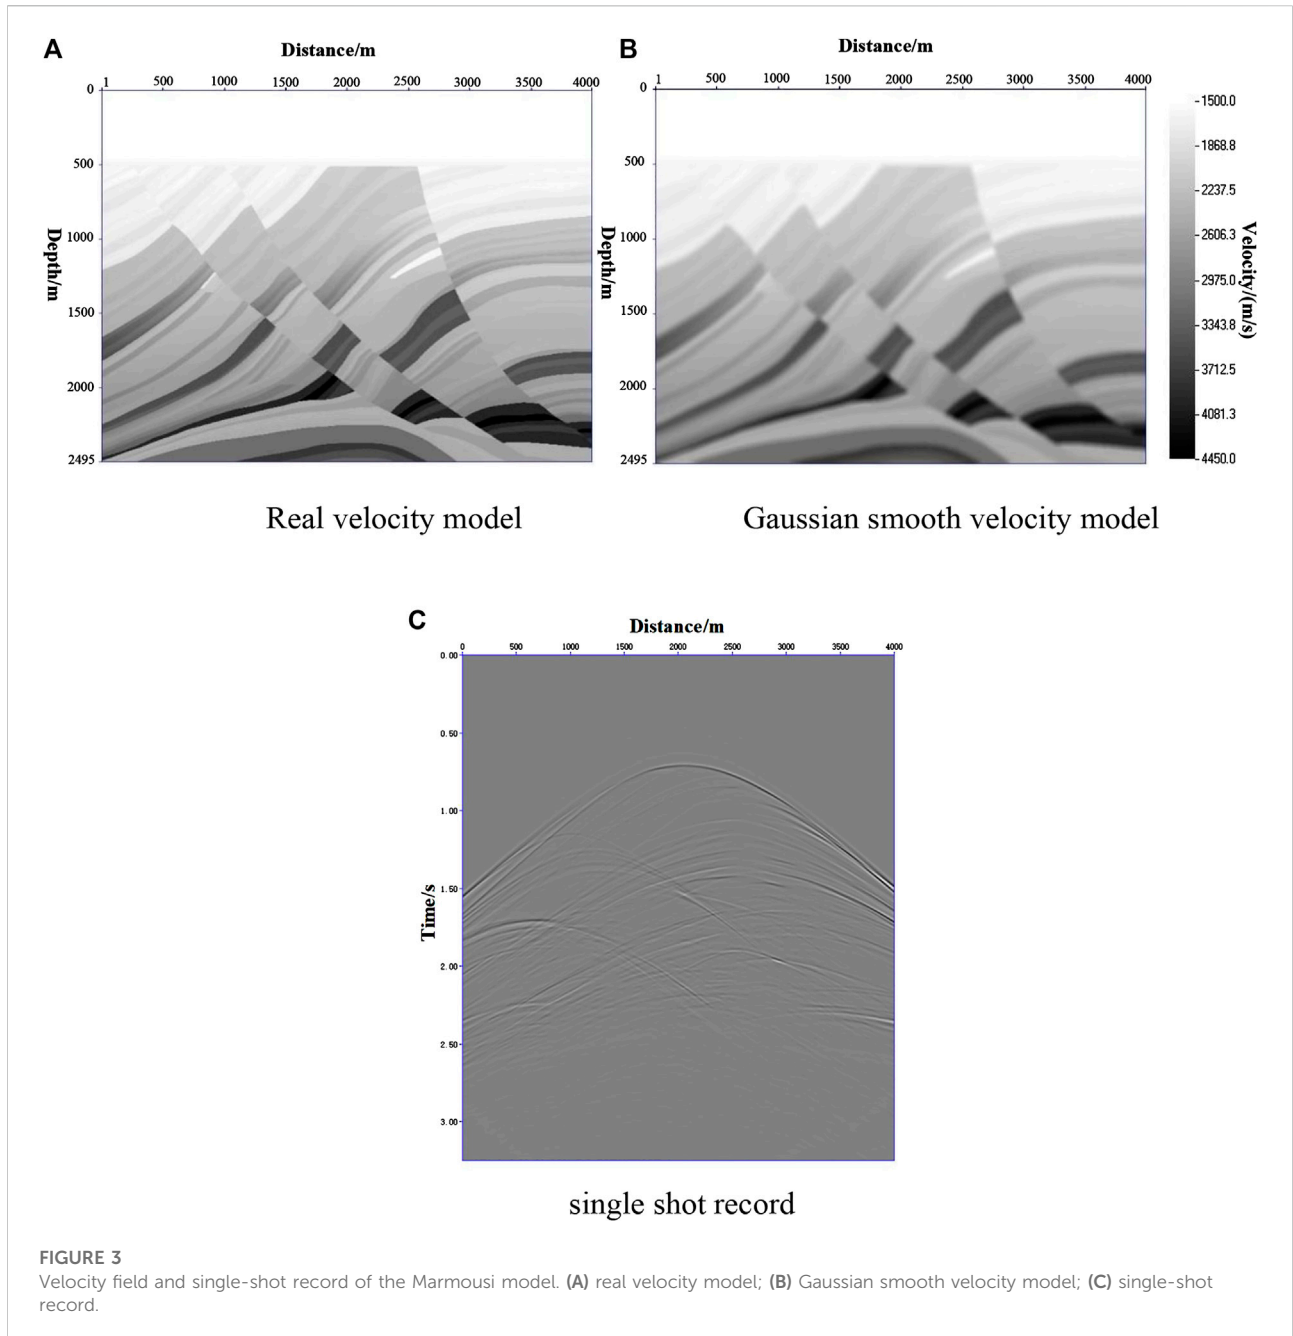 A
Distance/m
1 500 1000 1500 2000 2500 3000 3500 4000
0
500
1000
1500
2000
2495
Depth/m
Real velocity model
B
Distance/m
1 500 1000 1500 2000 2500 3000 3500 4000
0
500
1000
1500
2000
2495
Depth/m
1500.0
1868.8
2237.5
2606.3
2975.0
3343.8
3712.5
4081.3
4450.0
Velocity/(m/s)
Gaussian smooth velocity model
C
Distance/m
0 500 1000 1500 2000 2500 3000 3500 4000
0.00
0.50
1.00
1.50
2.00
2.50
3.00
Time/s
single shot record
FIGURE 3
Velocity field and single-shot record of the Marmousi model. (A) real velocity model; (B) Gaussian smooth velocity model; (C) single-shot
record.